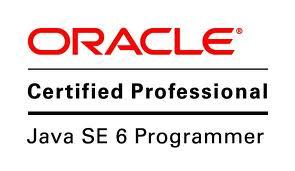 ORACLE®
Certified Professional
Java SE 6 Programmer